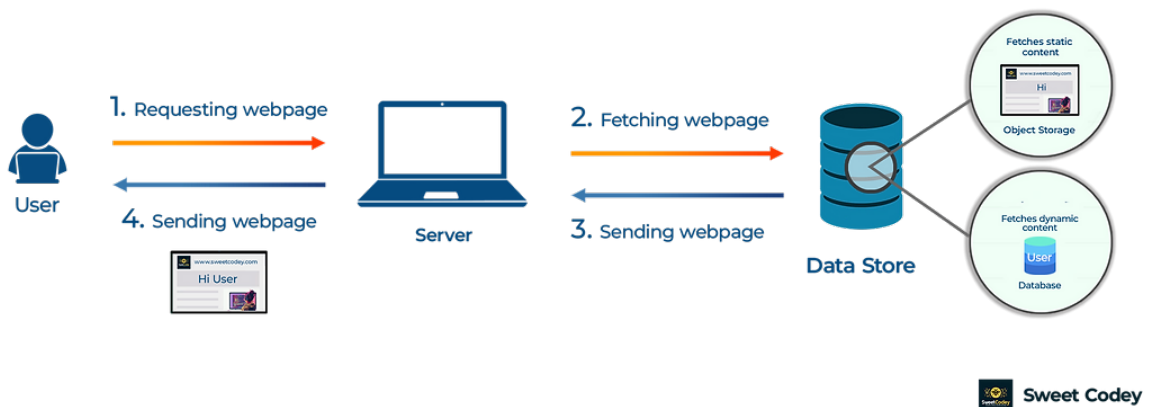 Fetches static
content
www.sweetcodey.com
Hi
Object Storage
1. Requesting webpage
2. Fetching webpage
User
4. Sending webpage
Server
3. Sending webpage
www.sweetcodey.com
Hi User
Data Store
Fetches dynamic
content
User
Database
SweetCodey
Sweet Codey